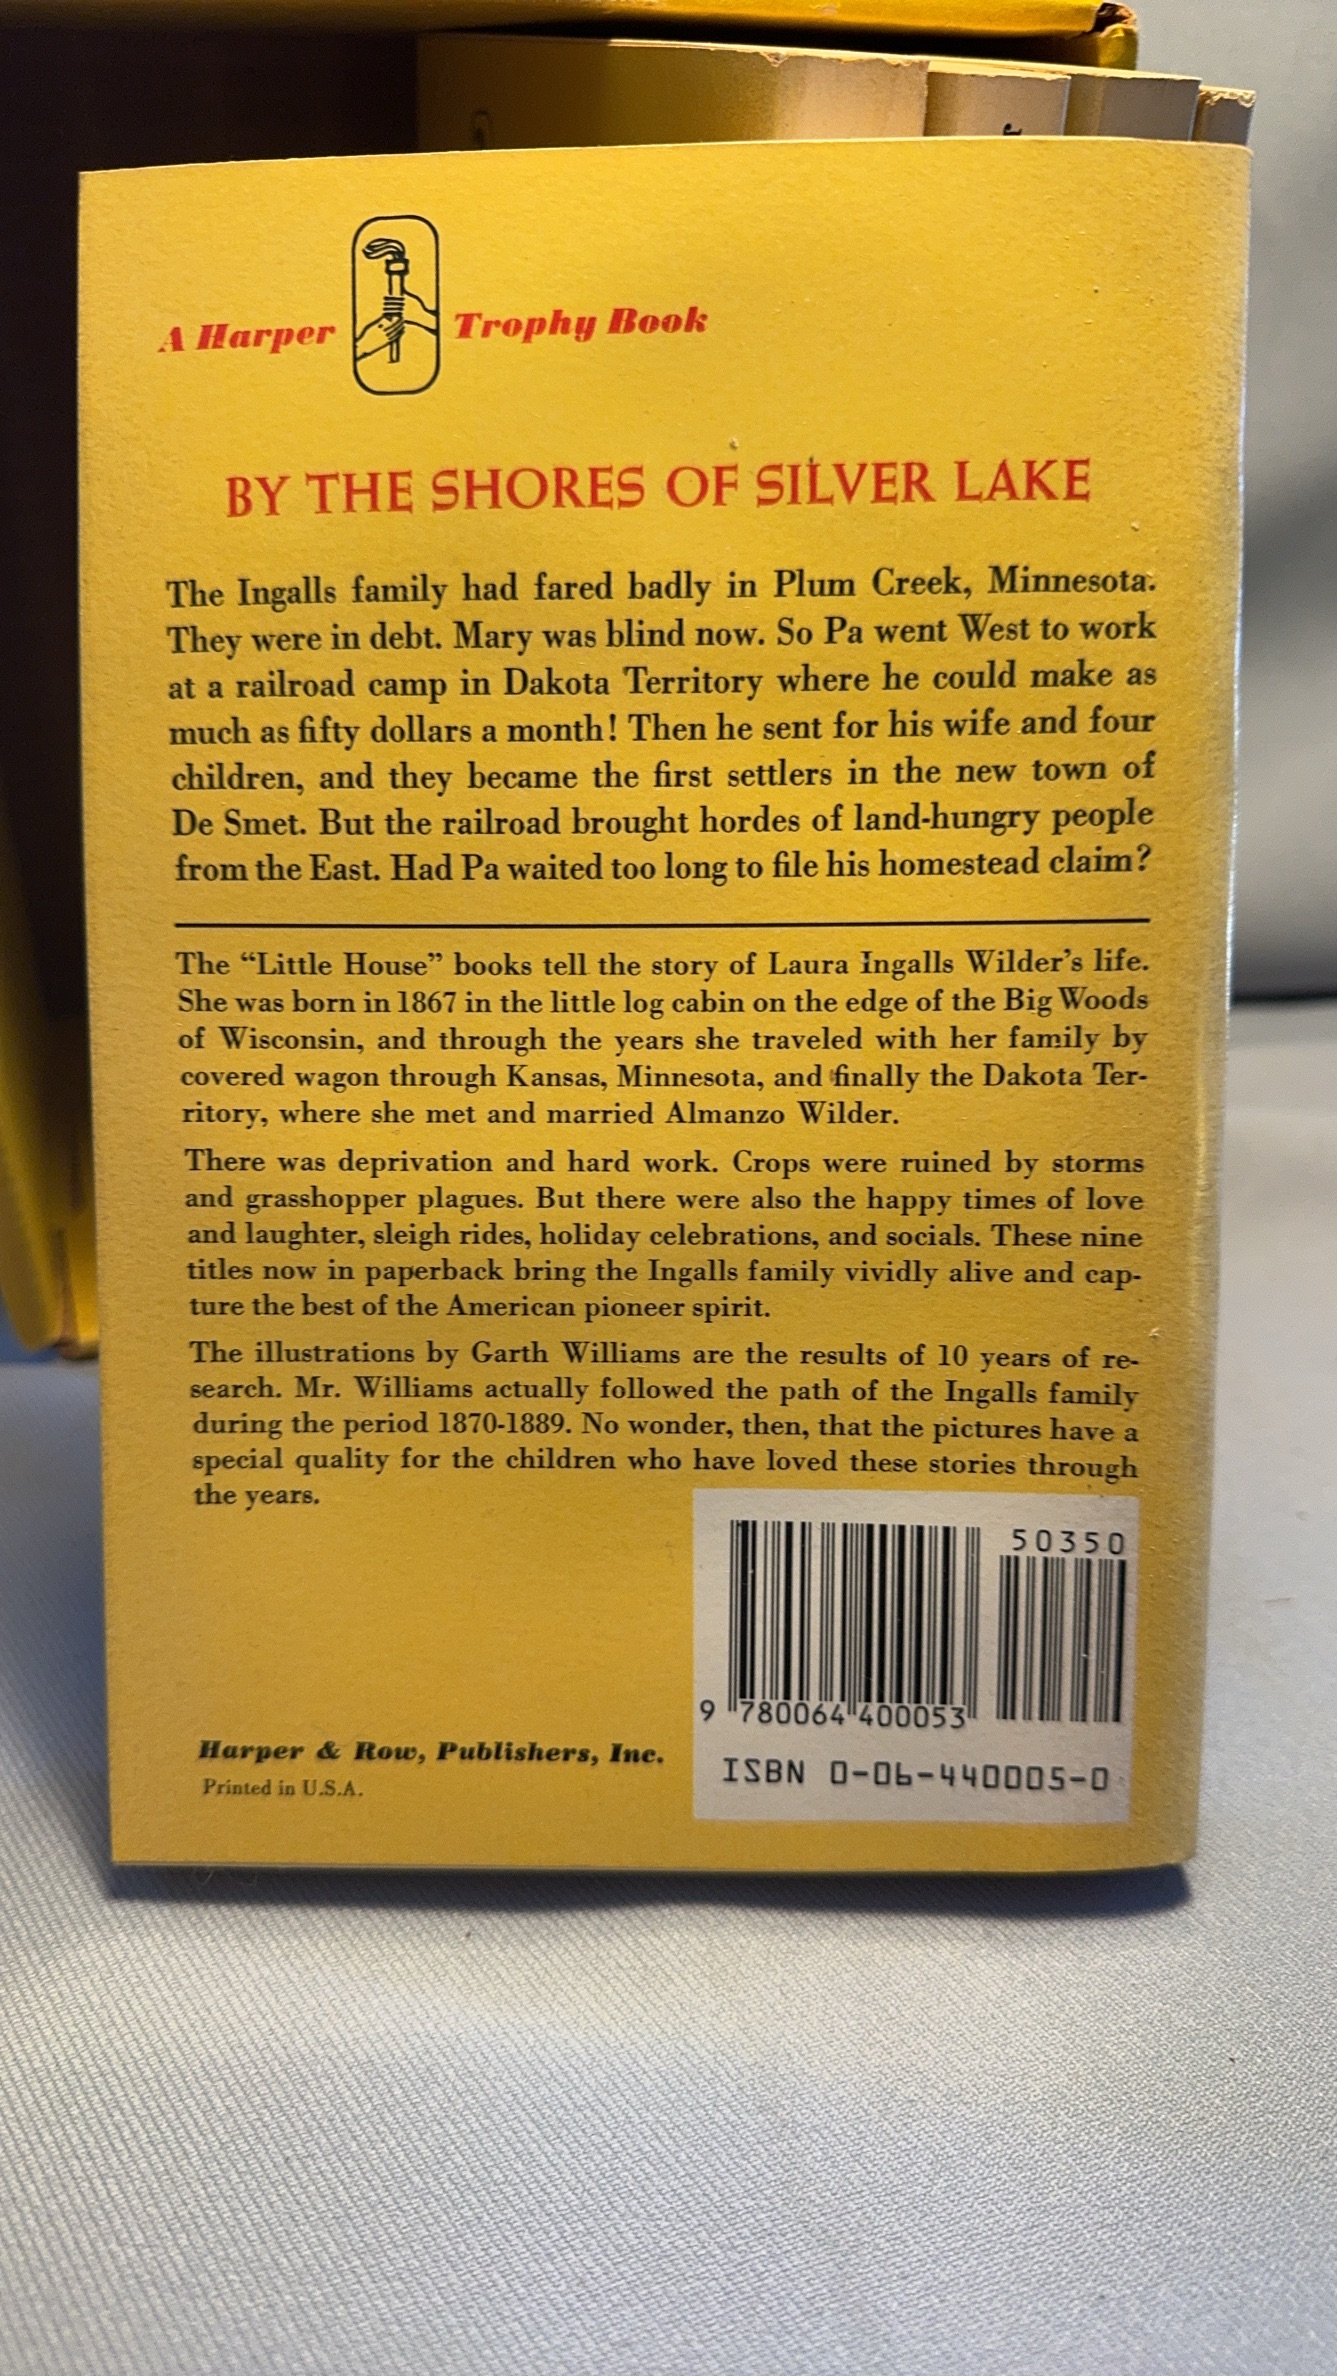 A Harper Trophy Book
BY THE SHORES OF SILVER LAKE
The Ingalls family had fared badly in Plum Creek, Minnesota.
They were in debt. Mary was blind now. So Pa went West to work
at a railroad camp in Dakota Territory where he could make as
much as fifty dollars a month! Then he sent for his wife and four
children, and they became the first settlers in the new town of
De Smet. But the railroad brought hordes of land-hungry people
from the East. Had Pa waited too long to file his homestead claim?
The “Little House” books tell the story of Laura Ingalls Wilder’s life.
She was born in 1867 in the little log cabin on the edge of the Big Woods
of Wisconsin, and through the years she traveled with her family by
covered wagon through Kansas, Minnesota, and finally the Dakota Ter-
ritory, where she met and married Almanzo Wilder.
There was deprivation and hard work. Crops were ruined by storms
and grasshopper plagues. But there were also the happy times of love
and laughter, sleigh rides, holiday celebrations, and socials. These nine
titles now in paperback bring the Ingalls family vividly alive and cap-
ture the best of the American pioneer spirit.
The illustrations by Garth Williams are the results of 10 years of re-
search. Mr. Williams actually followed the path of the Ingalls family
during the period 1870-1889. No wonder, then, that the pictures have a
special quality for the children who have loved these stories through
the years.
50350
9 780064 400053
ISBN 0-06-440005-0
Harper & Row, Publishers, Inc.
Printed in U.S.A.